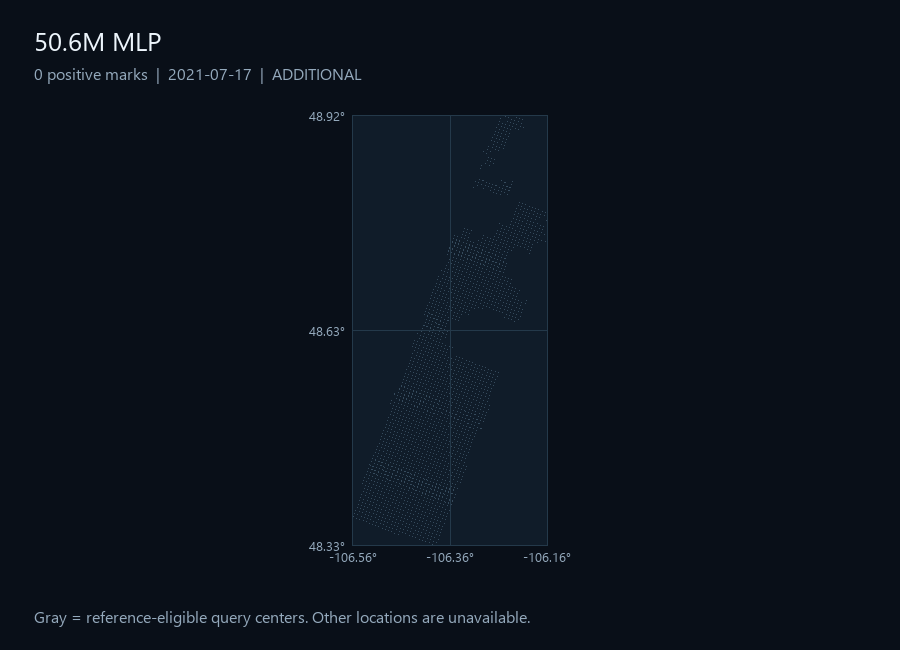 50.6M MLP
0 positive marks | 2021-07-17 | ADDITIONAL
48.92°
48.63°
48.33°
-106.56° -106.36° -106.16°
Gray = reference-eligible query centers. Other locations are unavailable.